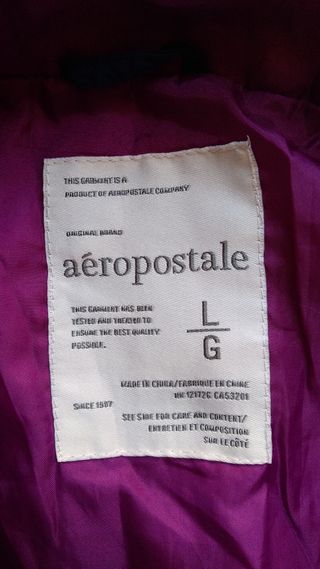 THIS GARMENT IS A
PRODUCT OF AEROPOSTALE COMPANY
ORIGINAL BRAND
aéropostale
THIS GARMENT HAS BEEN
TESTED AND TREATED TO
ENSURE THE BEST QUALITY
POSSIBLE.
L
G
MADE IN CHINA/FABRIQUE EN CHINE
RN 12172G CA53201
SINCE 1987
SEE SIDE FOR CARE AND CONTENT/
ENTRETIEN ET COMPOSITION
SUR LE CÔTÉ